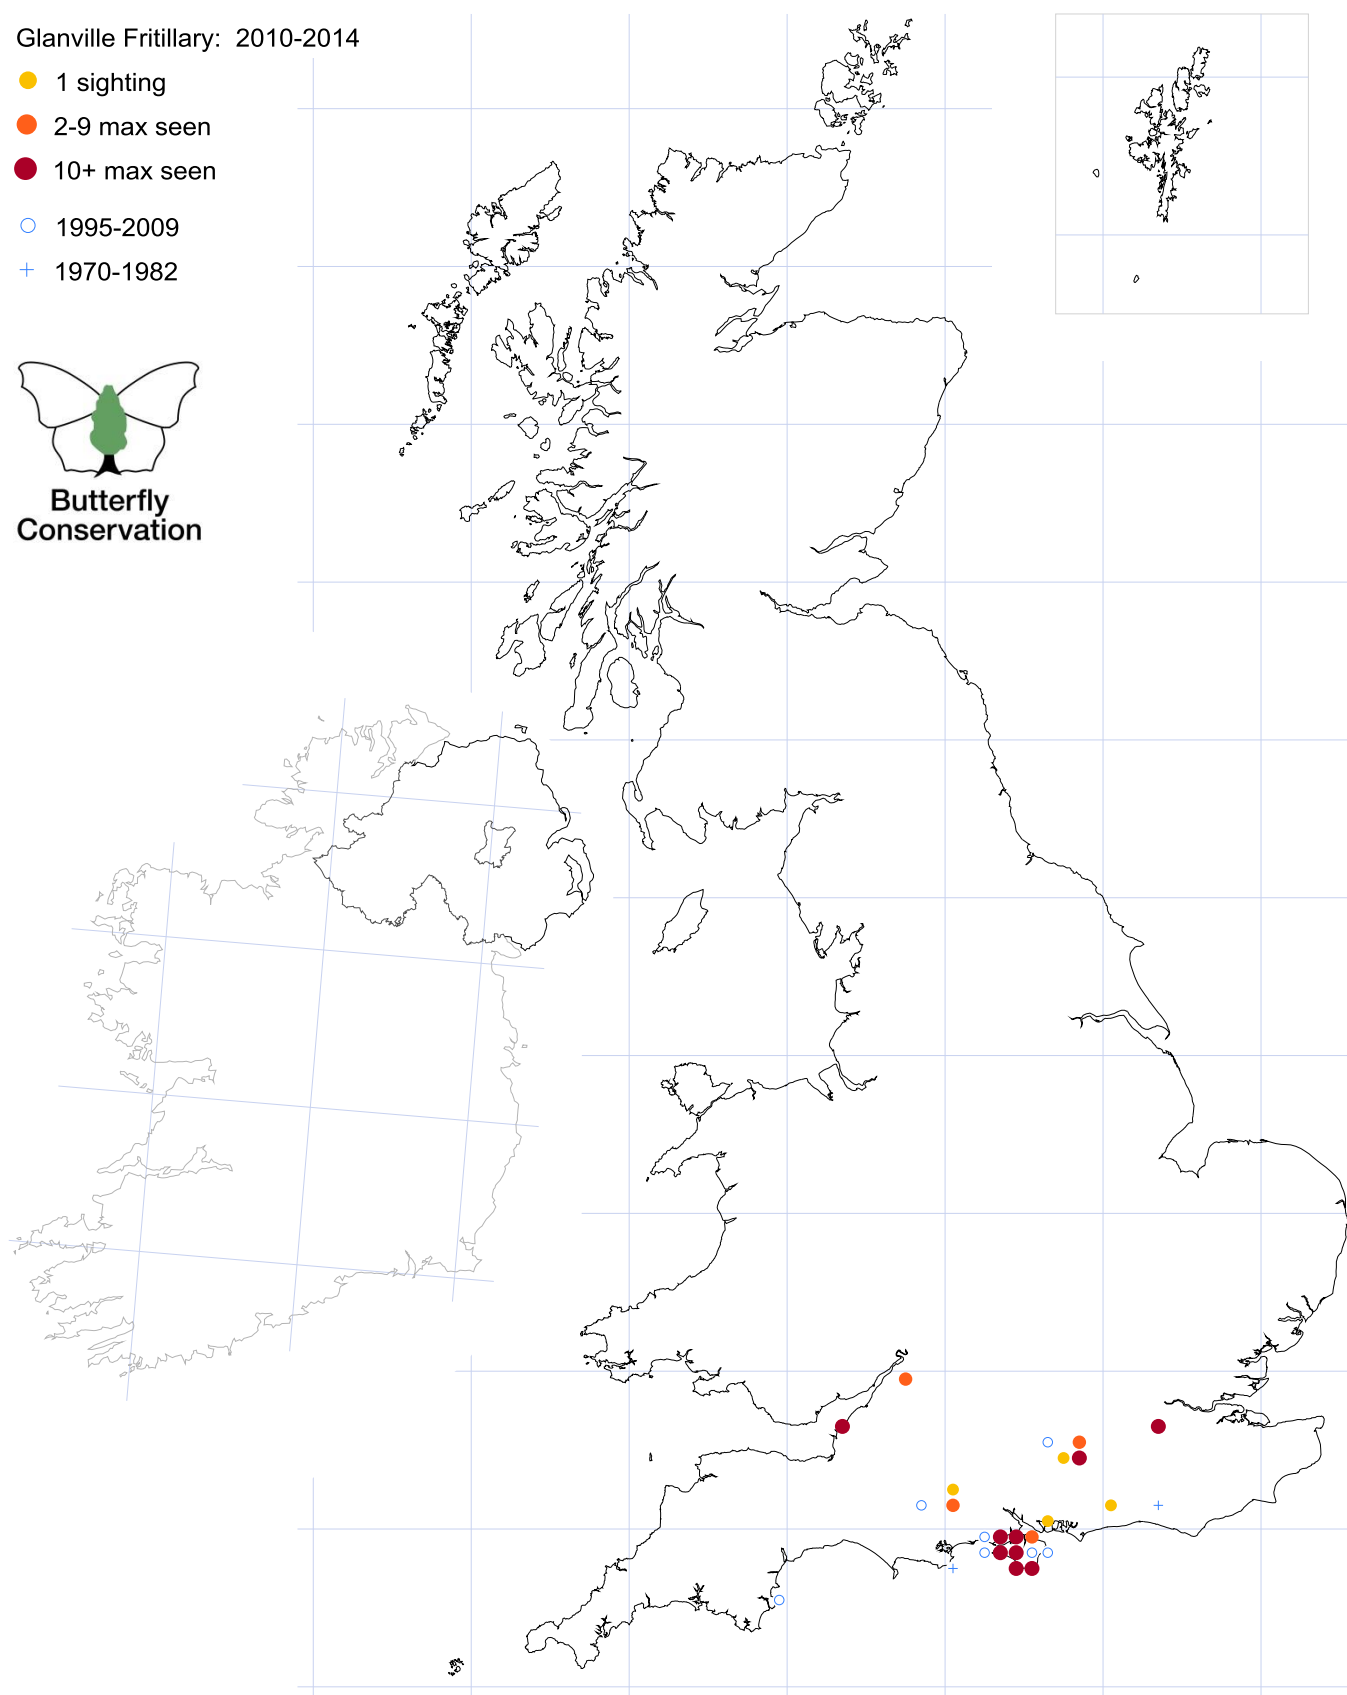 Glanville Fritillary: 2010-2014
1 sighting
2-9 max seen
10+ max seen
1995-2009
1970-1982
Butterfly
Conservation